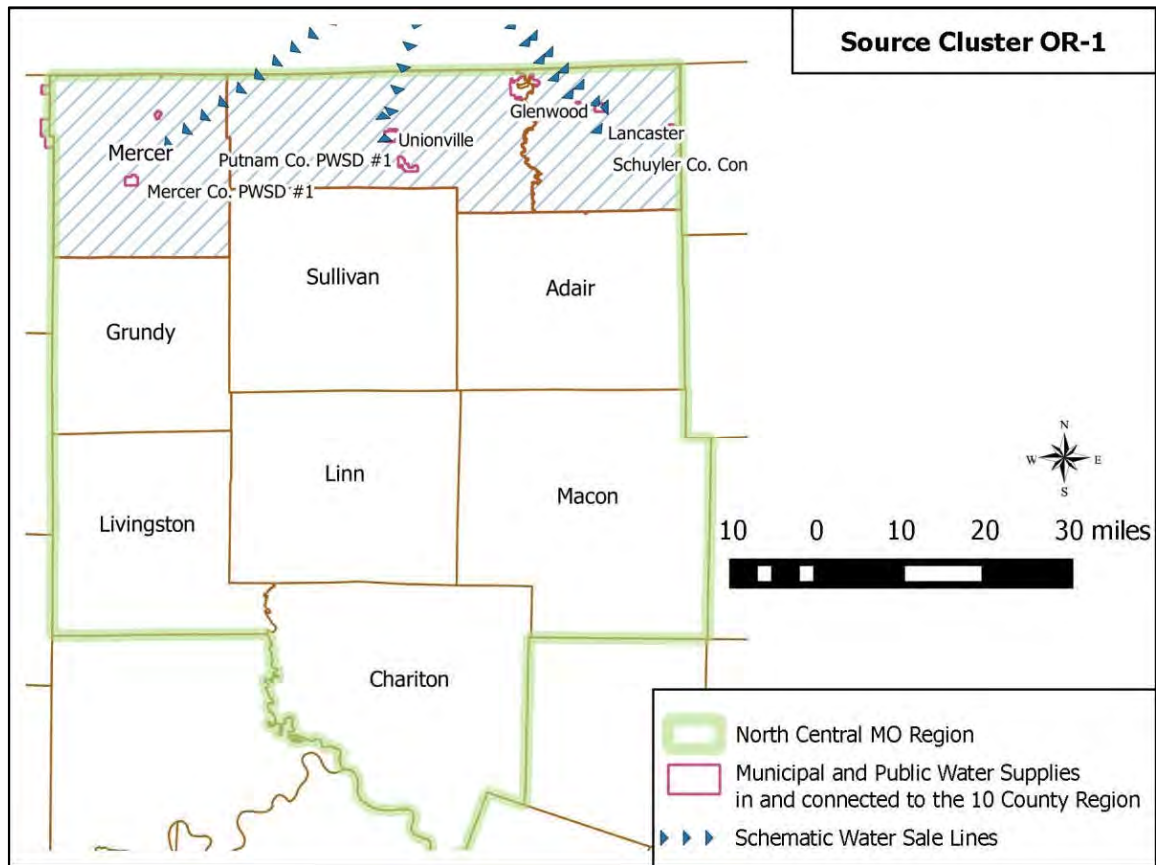 Source Cluster OR-1
Glenwood
Lancaster
Unionville
Mercer
Putnam Co. PWSD #1
Schuyler Co. Con
Mercer Co. PWSD #1
Sullivan
Adair
Grundy
Linn
Macon
Livingston
Chariton
N
W E
S
10 0 10 20 30 miles
North Central MO Region
Municipal and Public Water Supplies
in and connected to the 10 County Region
Schematic Water Sale Lines